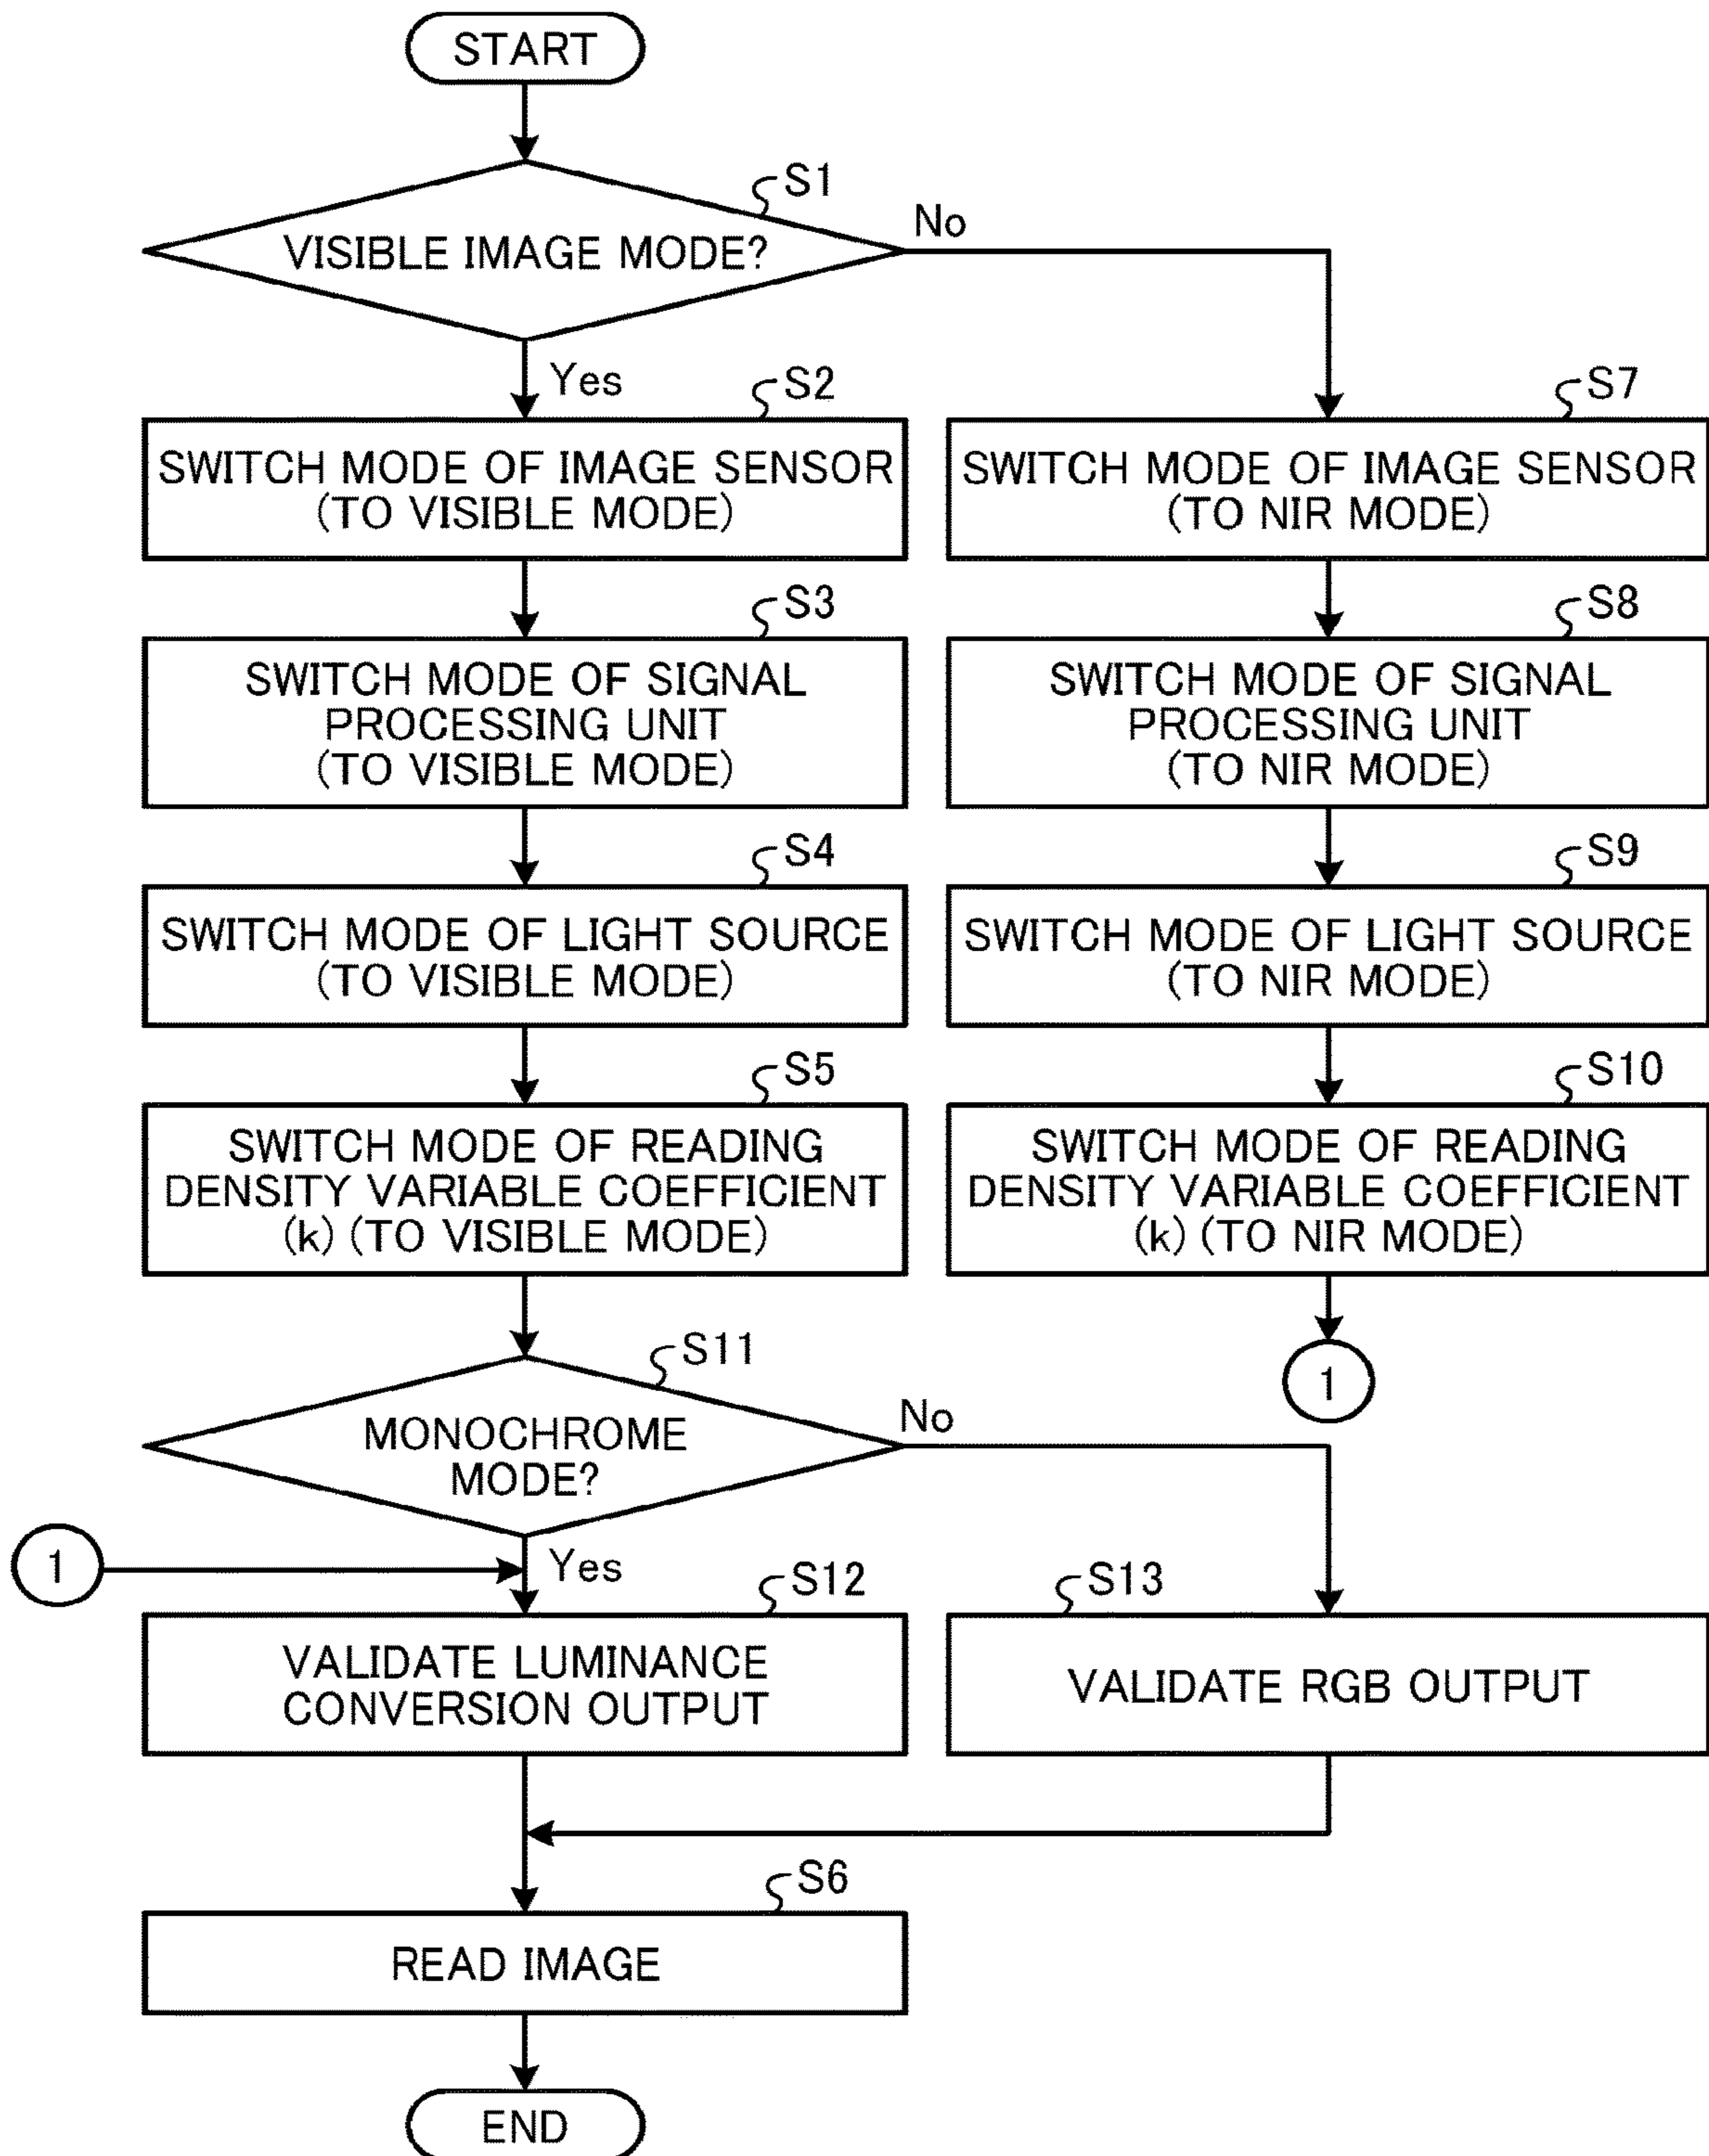 START
S1
VISIBLE IMAGE MODE?
No
Yes
S2
SWITCH MODE OF IMAGE SENSOR
(TO VISIBLE MODE)
S7
SWITCH MODE OF IMAGE SENSOR
(TO NIR MODE)
S3
SWITCH MODE OF SIGNAL
PROCESSING UNIT
(TO VISIBLE MODE)
S8
SWITCH MODE OF SIGNAL
PROCESSING UNIT
(TO NIR MODE)
S4
SWITCH MODE OF LIGHT SOURCE
(TO VISIBLE MODE)
S9
SWITCH MODE OF LIGHT SOURCE
(TO NIR MODE)
S5
SWITCH MODE OF READING
DENSITY VARIABLE COEFFICIENT
(k) (TO VISIBLE MODE)
S10
SWITCH MODE OF READING
DENSITY VARIABLE COEFFICIENT
(k) (TO NIR MODE)
1
S11
MONOCHROME
MODE?
No
1
Yes
S12
VALIDATE LUMINANCE
CONVERSION OUTPUT
S13
VALIDATE RGB OUTPUT
S6
READ IMAGE
END